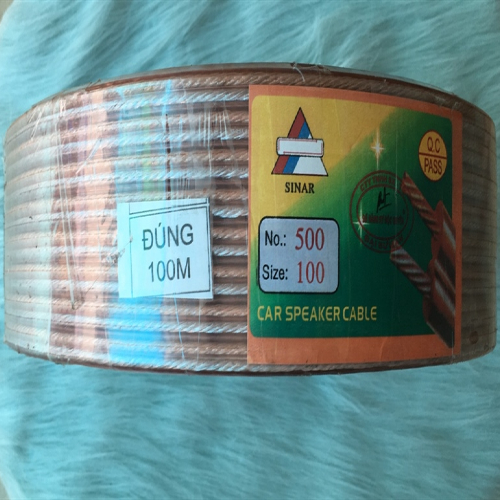 SINAR
Q.C
PASS
ĐÚNG
100M
No.: 500
Size: 100
CAR SPEAKER CABLE